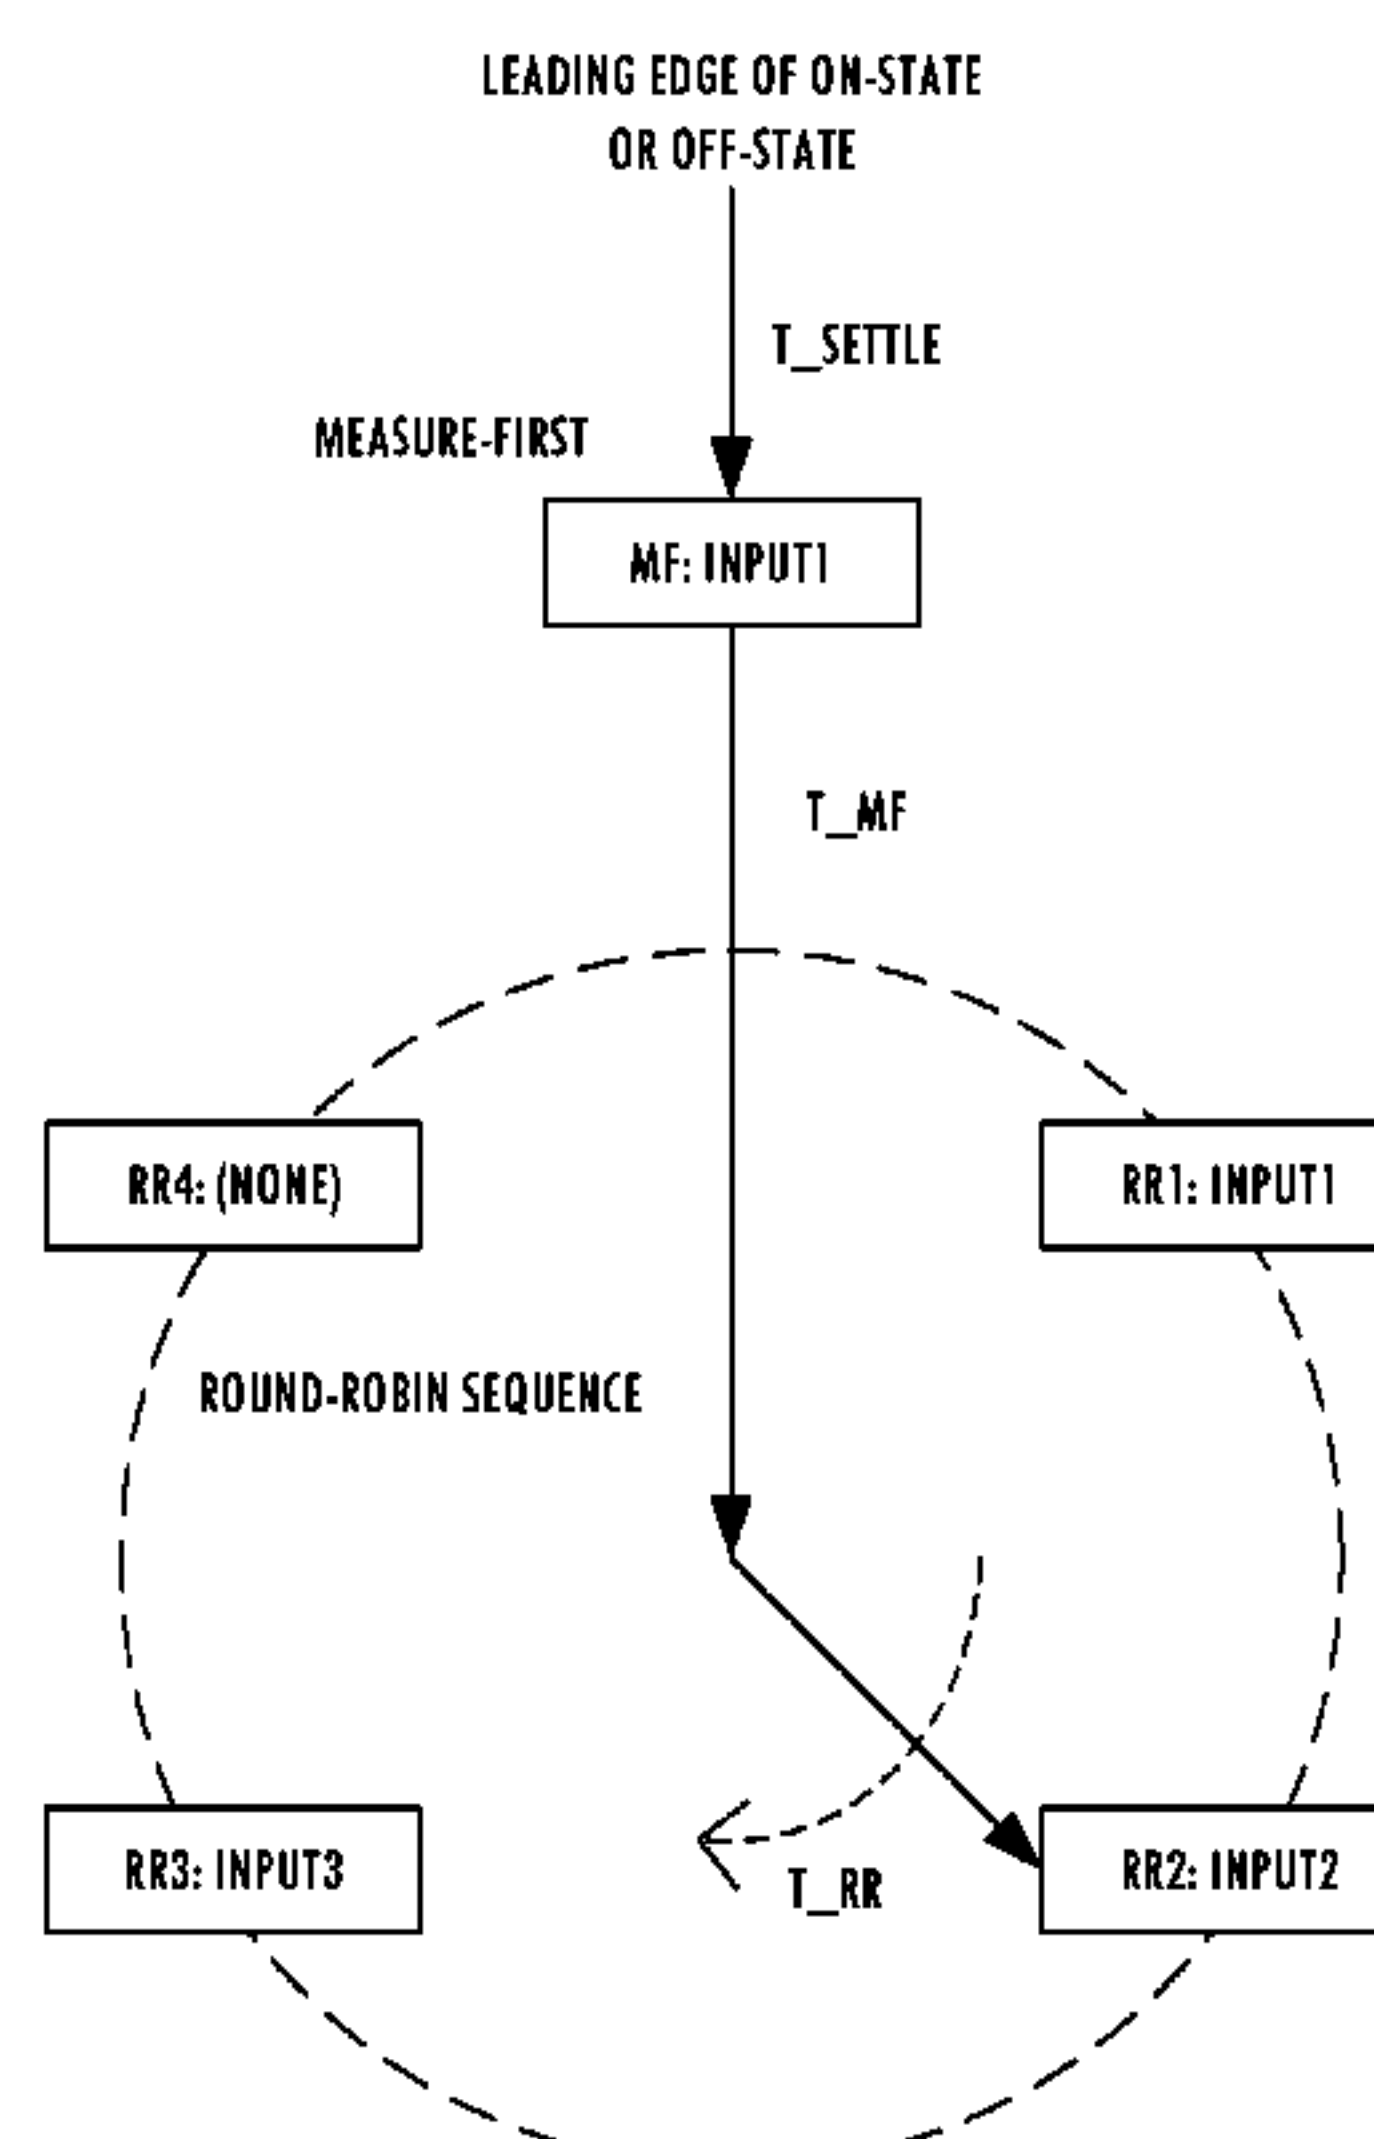 LEADING EDGE OF ON-STATE
OR OFF-STATE
T_SETTLE
MEASURE-FIRST
MF: INPUT1
T_MF
RR4: (NONE)
RR1: INPUT1
ROUND-ROBIN SEQUENCE
RR3: INPUT3
T_RR
RR2: INPUT2